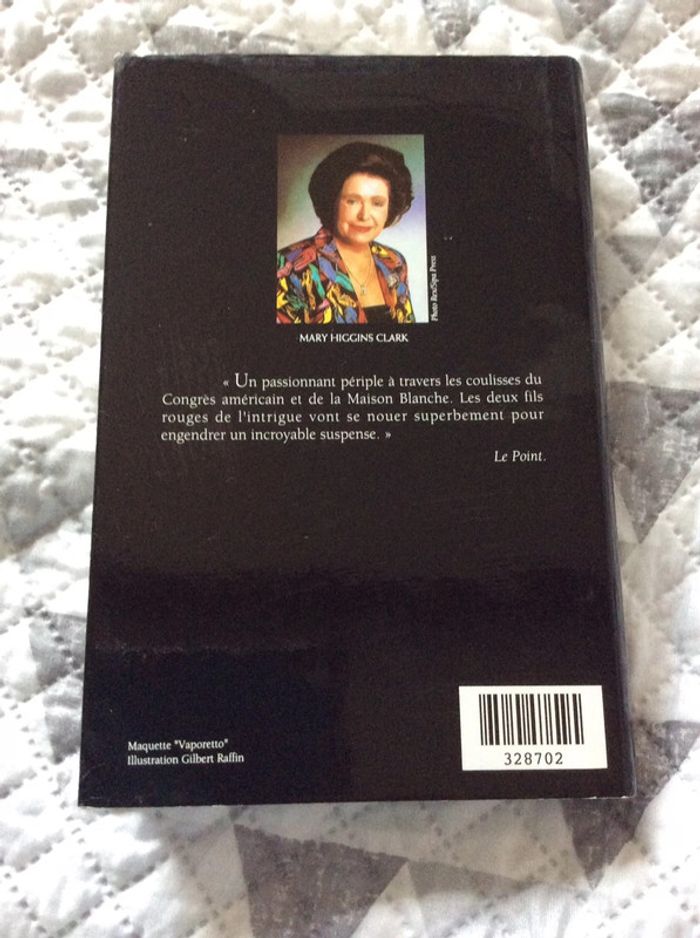 Photo Rex/Sipa Press
MARY HIGGINS CLARK
« Un passionnant périple à travers les coulisses du
Congrès américain et de la Maison Blanche. Les deux fils
rouges de l'intrigue vont se nouer superbement pour
engendrer un incroyable suspense. »
Le Point.
Maquette "Vaporetto"
Illustration Gilbert Raffin
328702